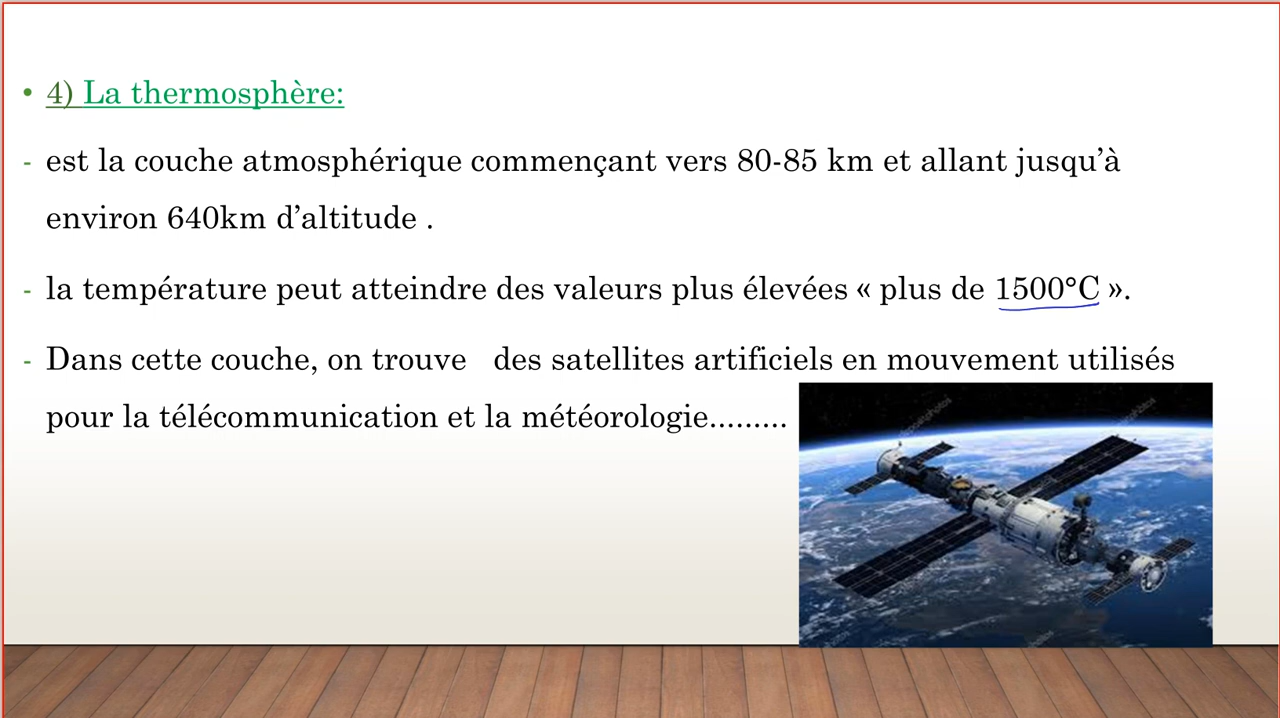 • 4) La thermosphère:
- est la couche atmosphérique commençant vers 80-85 km et allant jusqu’à
environ 640km d’altitude .
- la température peut atteindre des valeurs plus élevées « plus de 1500°C ».
- Dans cette couche, on trouve   des satellites artificiels en mouvement utilisés
pour la télécommunication et la météorologie.........